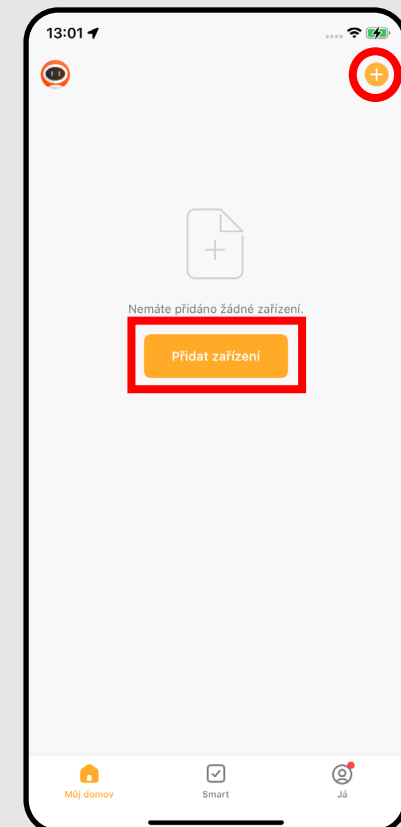 13:01
Nemáte přidáno žádné zařízení.
Přidat zařízení
Můj domov
Smart
Já